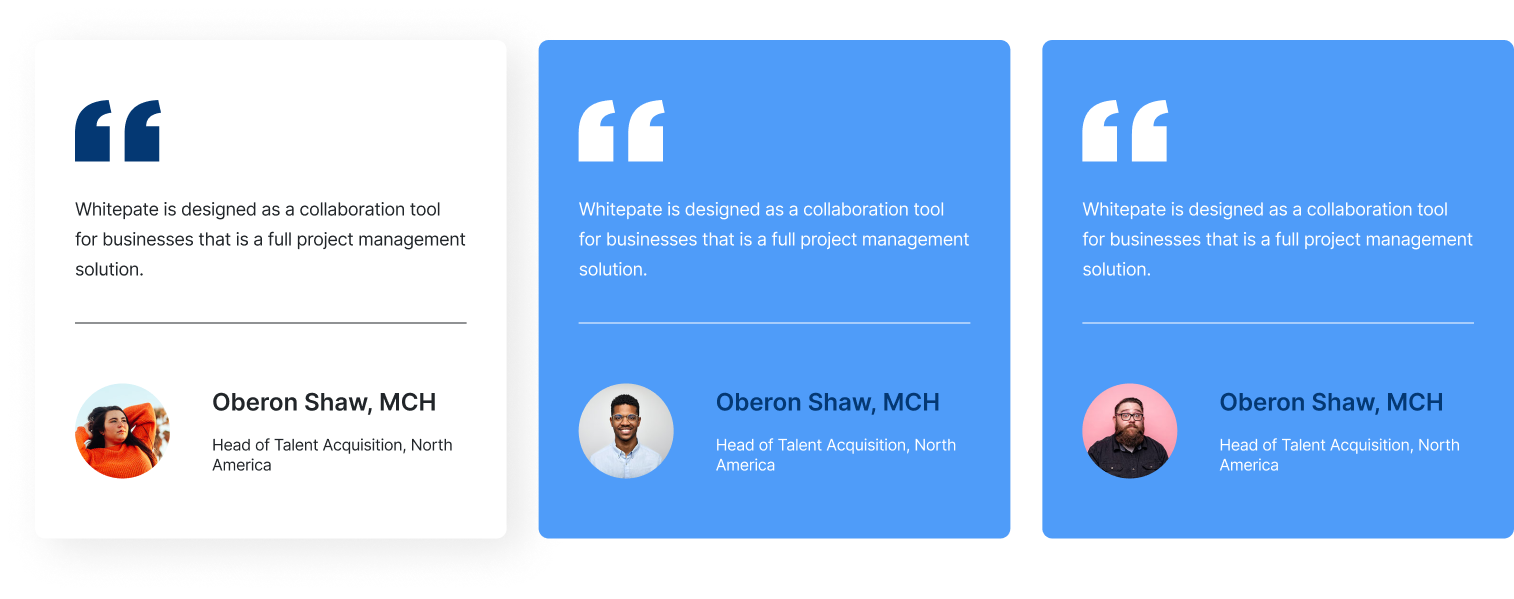 Whitepate is designed as a collaboration tool
for businesses that is a full project management
solution.
Oberon Shaw, MCH
Head of Talent Acquisition, North
America
Whitepate is designed as a collaboration tool
for businesses that is a full project management
solution.
Oberon Shaw, MCH
Head of Talent Acquisition, North
America
Whitepate is designed as a collaboration tool
for businesses that is a full project management
solution.
Oberon Shaw, MCH
Head of Talent Acquisition, North
America